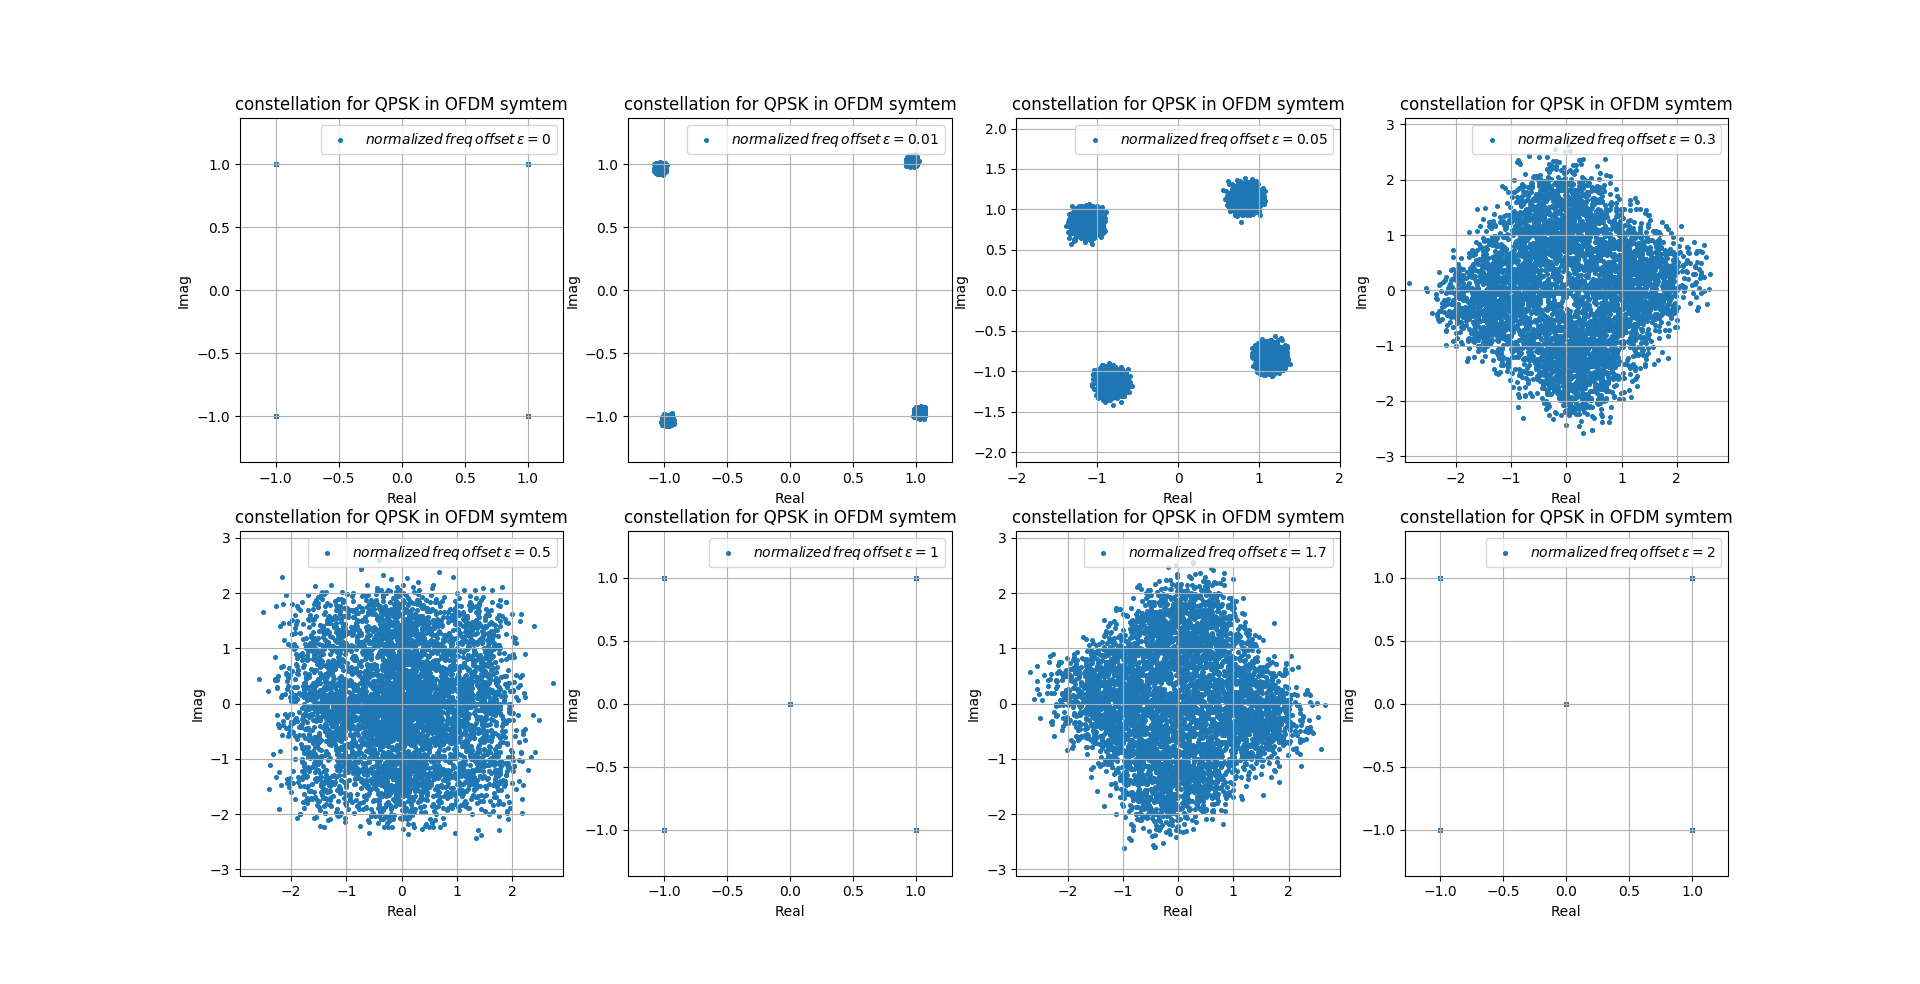 constellation for QPSK in OFDM symtem
normalized freq offset ε = 0
1.0
0.5
0.0
−0.5
−1.0
Imag
−1.0 −0.5 0.0 0.5 1.0
Real
constellation for QPSK in OFDM symtem
normalized freq offset ε = 0.01
1.0
0.5
0.0
−0.5
−1.0
Imag
−1.0 −0.5 0.0 0.5 1.0
Real
constellation for QPSK in OFDM symtem
normalized freq offset ε = 0.05
2.0
1.5
1.0
0.5
0.0
−0.5
−1.0
−1.5
−2.0
Imag
−2 −1 0 1 2
Real
constellation for QPSK in OFDM symtem
normalized freq offset ε = 0.3
3
2
1
0
−1
−2
−3
Imag
−2 −1 0 1 2
Real
constellation for QPSK in OFDM symtem
normalized freq offset ε = 0.5
3
2
1
0
−1
−2
−3
Imag
−2 −1 0 1 2
Real
constellation for QPSK in OFDM symtem
normalized freq offset ε = 1
1.0
0.5
0.0
−0.5
−1.0
Imag
−1.0 −0.5 0.0 0.5 1.0
Real
constellation for QPSK in OFDM symtem
normalized freq offset ε = 1.7
3
2
1
0
−1
−2
−3
Imag
−2 −1 0 1 2
Real
constellation for QPSK in OFDM symtem
normalized freq offset ε = 2
1.0
0.5
0.0
−0.5
−1.0
Imag
−1.0 −0.5 0.0 0.5 1.0
Real